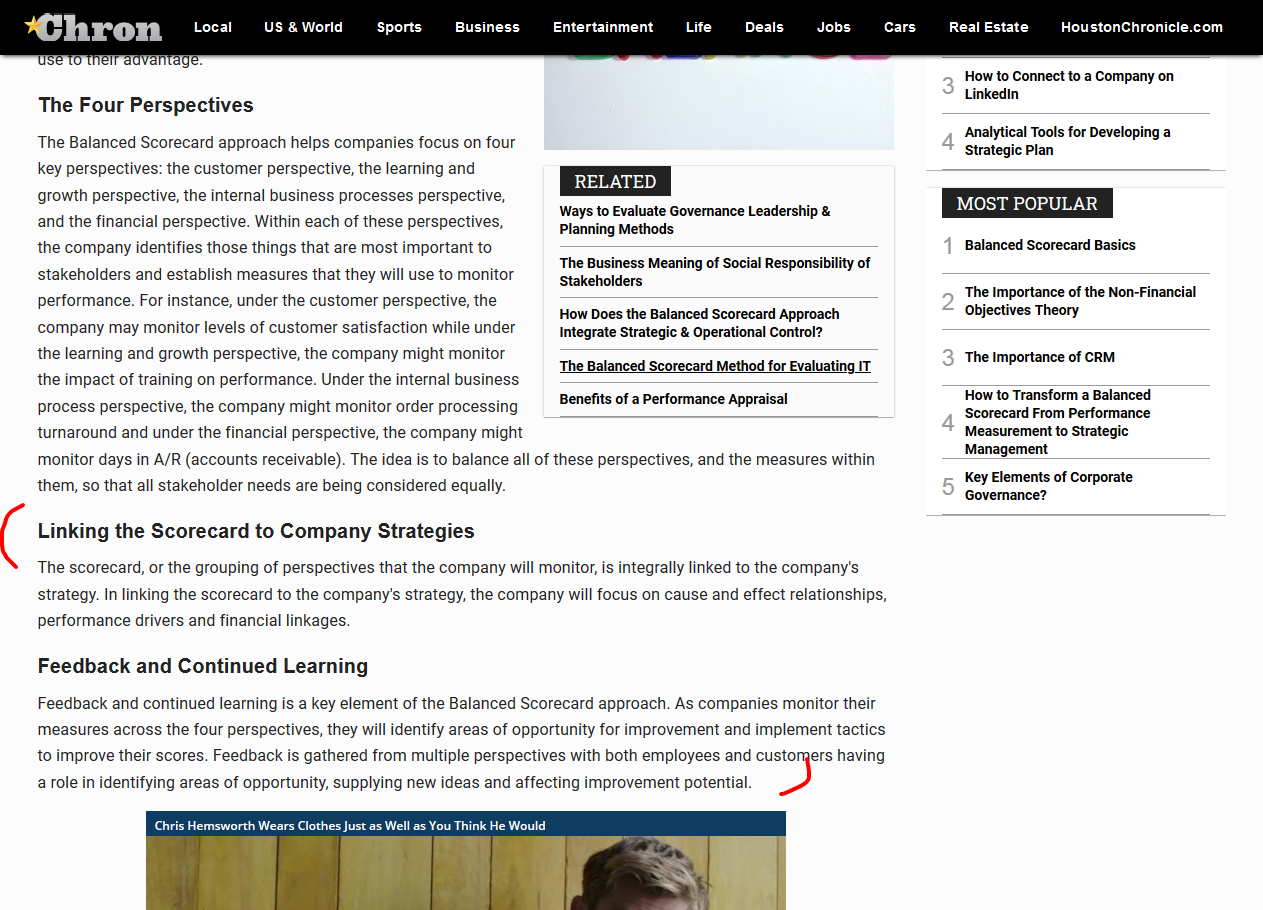 Chron
Local
US & World
Sports
Business
Entertainment
Life
Deals
Jobs
Cars
Real Estate
HoustonChronicle.com
use to their advantage.
The Four Perspectives
The Balanced Scorecard approach helps companies focus on four
key perspectives: the customer perspective, the learning and
growth perspective, the internal business processes perspective,
and the financial perspective. Within each of these perspectives,
the company identifies those things that are most important to
stakeholders and establish measures that they will use to monitor
performance. For instance, under the customer perspective, the
company may monitor levels of customer satisfaction while under
the learning and growth perspective, the company might monitor
the impact of training on performance. Under the internal business
process perspective, the company might monitor order processing
turnaround and under the financial perspective, the company might
monitor days in A/R (accounts receivable). The idea is to balance all of these perspectives, and the measures within
them, so that all stakeholder needs are being considered equally.
Linking the Scorecard to Company Strategies
The scorecard, or the grouping of perspectives that the company will monitor, is integrally linked to the company's
strategy. In linking the scorecard to the company's strategy, the company will focus on cause and effect relationships,
performance drivers and financial linkages.
Feedback and Continued Learning
Feedback and continued learning is a key element of the Balanced Scorecard approach. As companies monitor their
measures across the four perspectives, they will identify areas of opportunity for improvement and implement tactics
to improve their scores. Feedback is gathered from multiple perspectives with both employees and customers having
a role in identifying areas of opportunity, supplying new ideas and affecting improvement potential.
Chris Hemsworth Wears Clothes Just as Well as You Think He Would
RELATED
Ways to Evaluate Governance Leadership &
Planning Methods
The Business Meaning of Social Responsibility of
Stakeholders
How Does the Balanced Scorecard Approach
Integrate Strategic & Operational Control?
The Balanced Scorecard Method for Evaluating IT
Benefits of a Performance Appraisal
3 How to Connect to a Company on
LinkedIn
4 Analytical Tools for Developing a
Strategic Plan
MOST POPULAR
1 Balanced Scorecard Basics
2 The Importance of the Non-Financial
Objectives Theory
3 The Importance of CRM
4 How to Transform a Balanced
Scorecard From Performance
Measurement to Strategic
Management
5 Key Elements of Corporate
Governance?